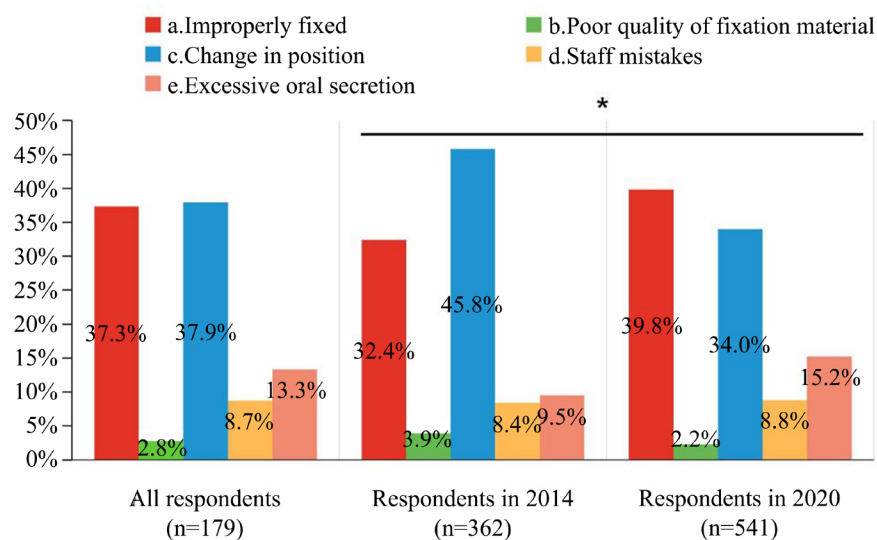 a.Improperly fixed
b.Poor quality of fixation material
c.Change in position
d.Staff mistakes
e.Excessive oral secretion
*
50%
45%
40%
35%
30%
25%
20%
15%
10%
5%
0%
37.3%
2.8%
37.9%
8.7%
13.3%
32.4%
3.9%
45.8%
8.4%
9.5%
39.8%
2.2%
34.0%
8.8%
15.2%
All respondents
(n=179)
Respondents in 2014
(n=362)
Respondents in 2020
(n=541)